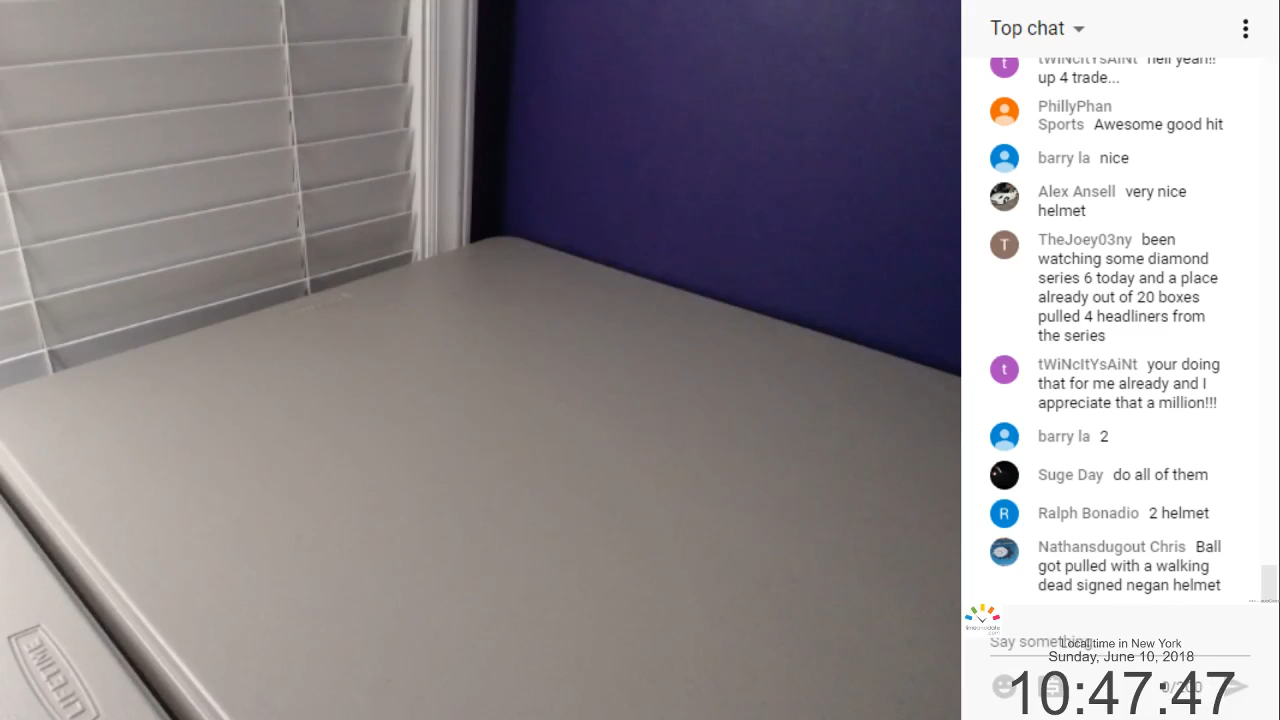 Top chat
tWiNcItYsAiNt hell yeah!!
up 4 trade...
PhillyPhan
Sports Awesome good hit
barry la nice
Alex Ansell very nice
helmet
TheJoey03ny been
watching some diamond
series 6 today and a place
already out of 20 boxes
pulled 4 headliners from
the series
tWiNcItYsAiNt your doing
that for me already and I
appreciate that a million!!!
barry la 2
Suge Day do all of them
Ralph Bonadio 2 helmet
Nathansdugout Chris Ball
got pulled with a walking
dead signed negan helmet
Say something...
Local time in New York
Sunday, June 10, 2018
0/200
10:47:47
LIFETIME